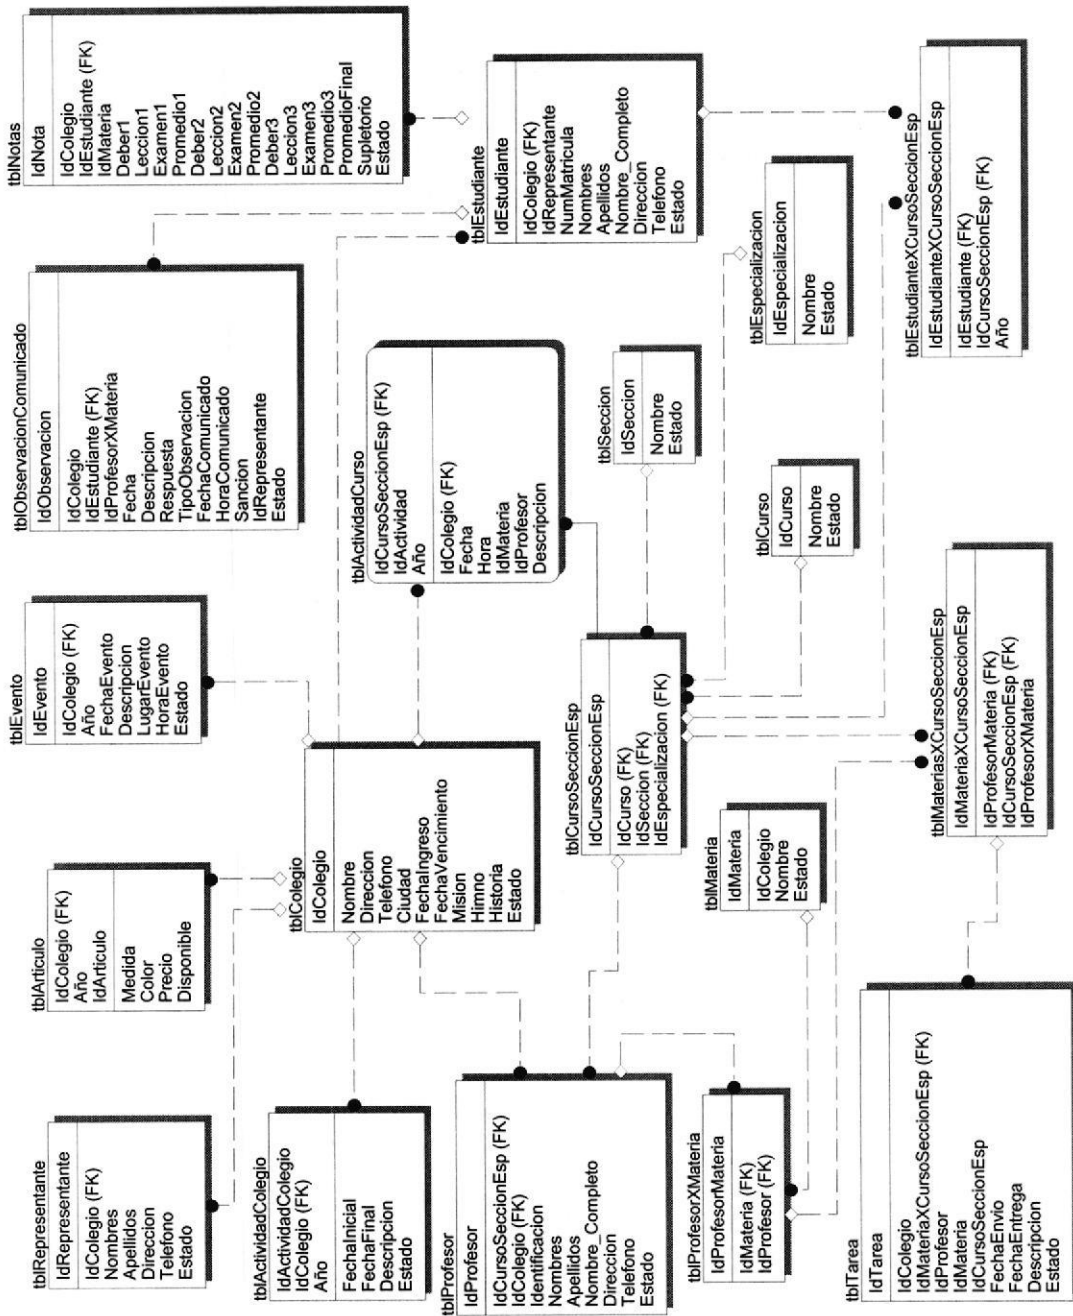 tblRepresentante
IdRepresentante
IdColegio (FK)
Nombres
Apellidos
Direccion
Telefono
Estado
tblArticulo
IdColegio (FK)
Año
IdArticulo
Medida
Color
Precio
Disponible
tblEvento
IdEvento
IdColegio (FK)
Año
FechaEvento
Descripcion
LugarEvento
HoraEvento
Estado
tblObservacionComunicado
IdObservacion
IdColegio
IdEstudiante (FK)
IdProfesorXMateria
Fecha
Descripcion
Respuesta
TipoObservacion
FechaComunicado
HoraComunicado
Sancion
IdRepresentante
Estado
tblNotas
IdNota
IdColegio
IdEstudiante (FK)
IdMateria
Deber1
Leccion1
Examen1
Promedio1
Deber2
Leccion2
Examen2
Promedio2
Deber3
Leccion3
Examen3
Promedio3
PromedioFinal
Supletorio
Estado
tblActividadColegio
IdActividadColegio
IdColegio (FK)
Año
FechaInicial
FechaFinal
Descripcion
Estado
tblColegio
IdColegio
Nombre
Direccion
Telefono
Ciudad
FechaIngreso
FechaVencimiento
Mision
Himno
Historia
Estado
tblActividadCurso
IdCursoSeccionEsp (FK)
IdActividad
Año
IdColegio (FK)
Fecha
Hora
IdMateria
IdProfesor
Descripcion
tblEstudiante
IdEstudiante
IdColegio (FK)
IdRepresentante
NumMatricula
Nombres
Apellidos
Nombre_Completo
Direccion
Telefono
Estado
tblProfesor
IdProfesor
IdCursoSeccionEsp (FK)
IdColegio (FK)
Identificacion
Nombres
Apellidos
Nombre_Completo
Direccion
Telefono
Estado
tblCursoSeccionEsp
IdCursoSeccionEsp
IdCurso (FK)
IdSeccion (FK)
IdEspecializacion (FK)
tblSeccion
IdSeccion
Nombre
Estado
tblEspecializacion
IdEspecializacion
Nombre
Estado
tblProfesorXMateria
IdProfesorMateria
IdMateria (FK)
IdProfesor (FK)
tblMateria
IdMateria
IdColegio
Nombre
Estado
tblCurso
IdCurso
Nombre
Estado
tblTarea
IdTarea
IdColegio
IdMateriaXCursoSeccionEsp (FK)
IdProfesor
IdMateria
IdCursoSeccionEsp
FechaEnvio
FechaEntrega
Descripcion
Estado
tblMateriasXCursoSeccionEsp
IdMateriaXCursoSeccionEsp
IdProfesorMateria (FK)
IdCursoSeccionEsp (FK)
IdProfesorXMateria
tblEstudianteXCursoSeccionEsp
IdEstudianteXCursoSeccionEsp
IdEstudiante (FK)
IdCursoSeccionEsp (FK)
Año